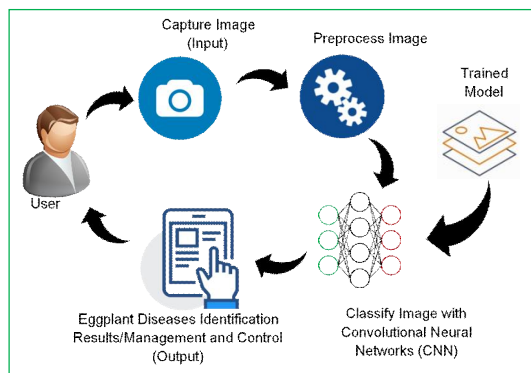 Capture Image
(Input)
Preprocess Image
Trained
Model
User
Eggplant Diseases Identification
Results/Management and Control
(Output)
Classify Image with
Convolutional Neural
Networks (CNN)